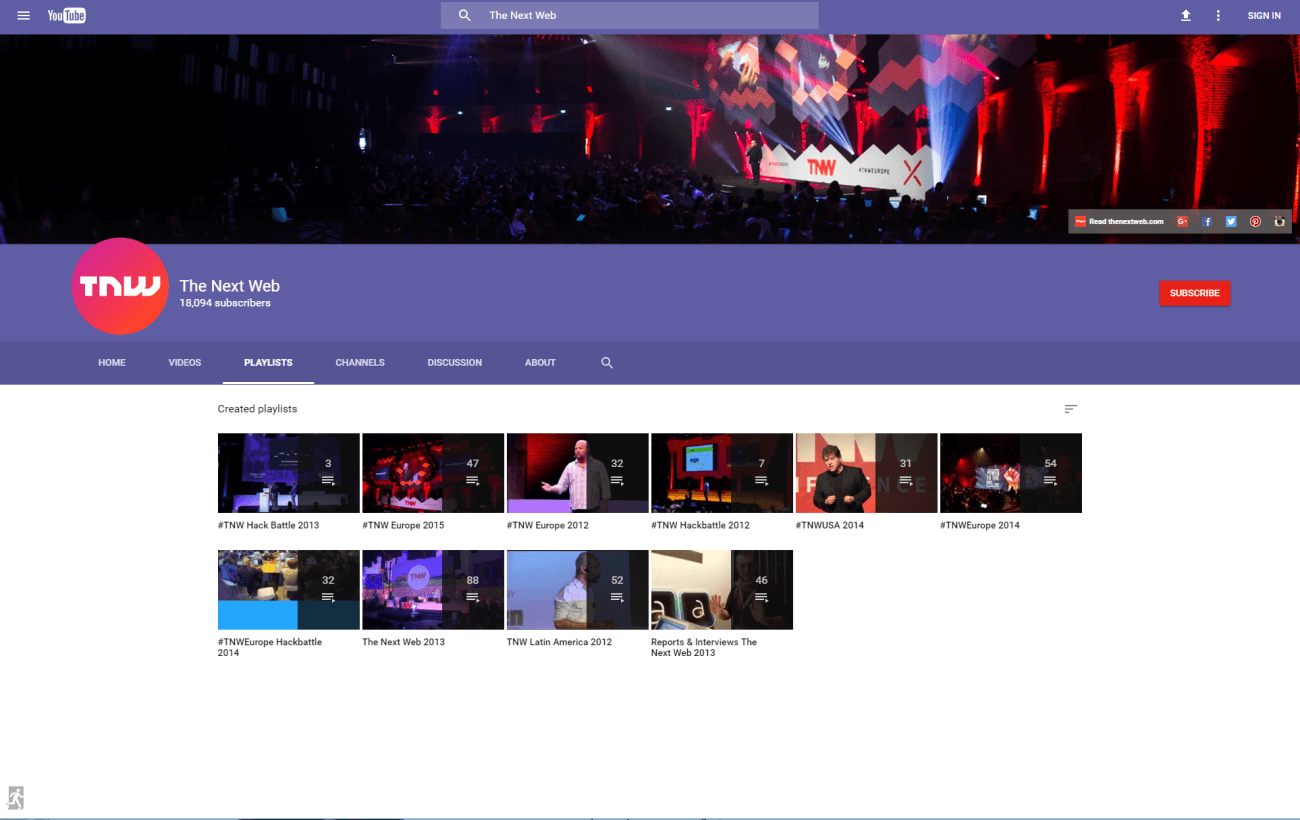 YouTube
The Next Web
SIGN IN
TNW
#TNWEUROPE
Read thenextweb.com
TNW
The Next Web
18,094 subscribers
SUBSCRIBE
HOME VIDEOS PLAYLISTS CHANNELS DISCUSSION ABOUT
Created playlists
3 47 32 7 31 54
#TNW Hack Battle 2013
#TNW Europe 2015
#TNW Europe 2012
#TNW Hackbattle 2012
#TNWUSA 2014
#TNWEurope 2014
32 88 52 46
#TNWEurope Hackbattle
2014
The Next Web 2013
TNW Latin America 2012
Reports & Interviews The
Next Web 2013